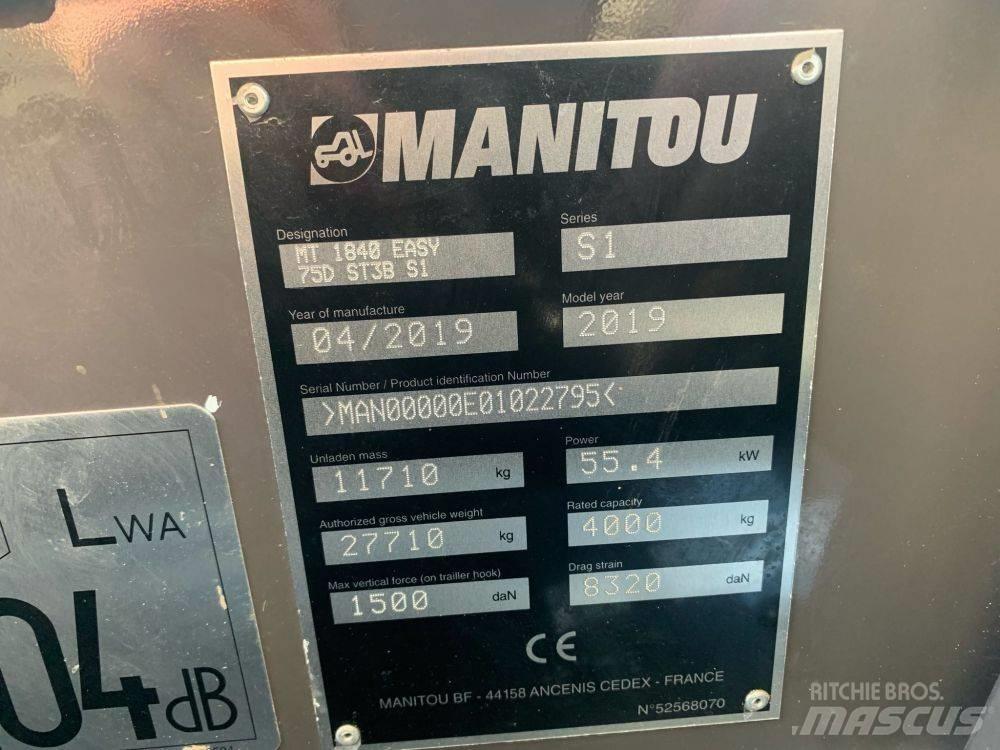 MANITOU
Designation
MT 1840 EASY
75D ST3B S1
Series
S1
Year of manufacture
04/2019
Model year
2019
Serial Number / Product identification Number
>MAN00000E01022795<
Unladen mass
11710 kg
Power
55.4 kW
Authorized gross vehicle weight
27710 kg
Rated capacity
4000 kg
Max vertical force (on trailler hook)
1500 daN
Drag strain
8320 daN
CE
MANITOU BF - 44158 ANCENIS CEDEX - FRANCE
N°52568070
LWA
04 dB
RITCHIE BROS.
MASCUS